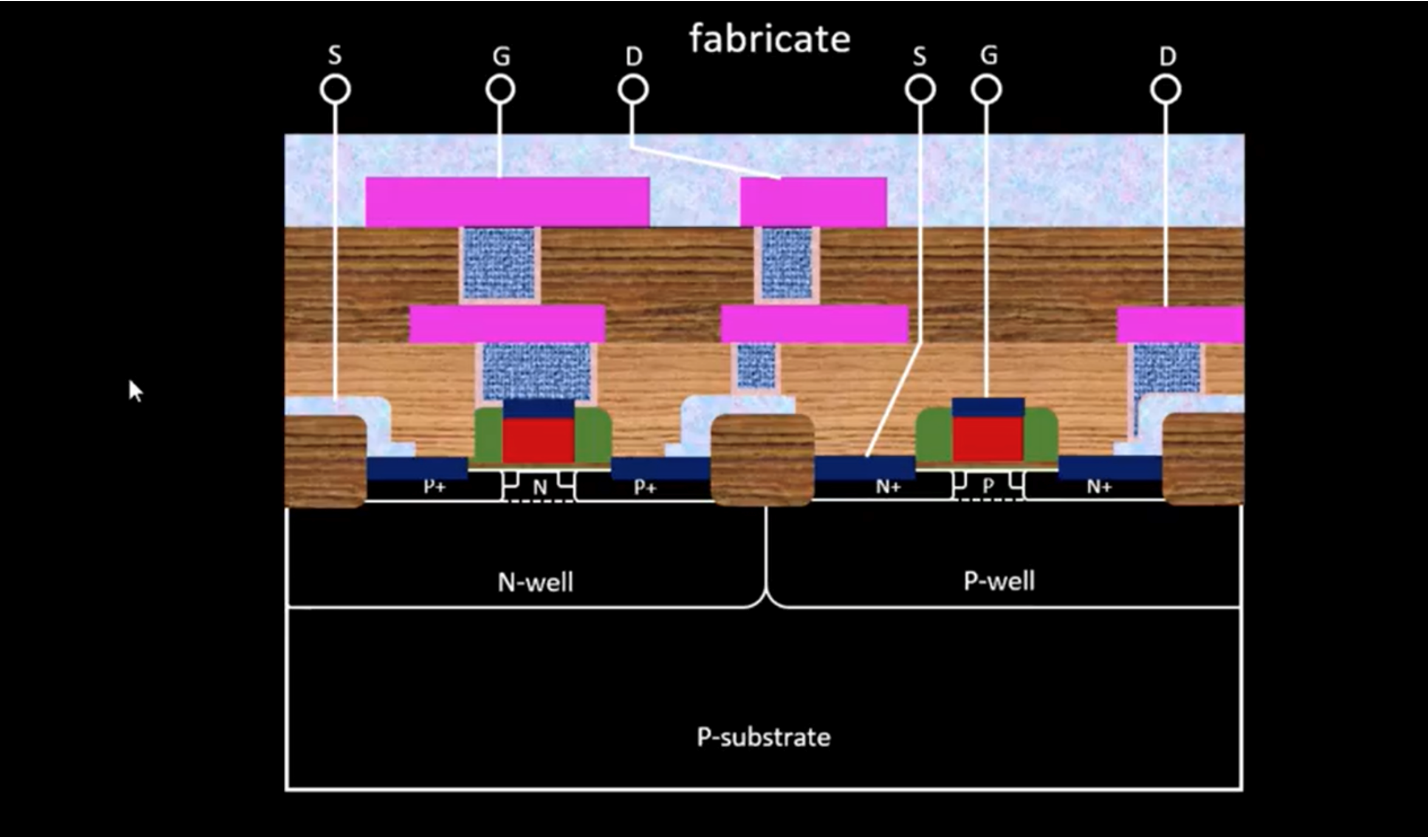 fabricate
S G D S G D
P+ N P+ N+ P N+
N-well P-well
P-substrate